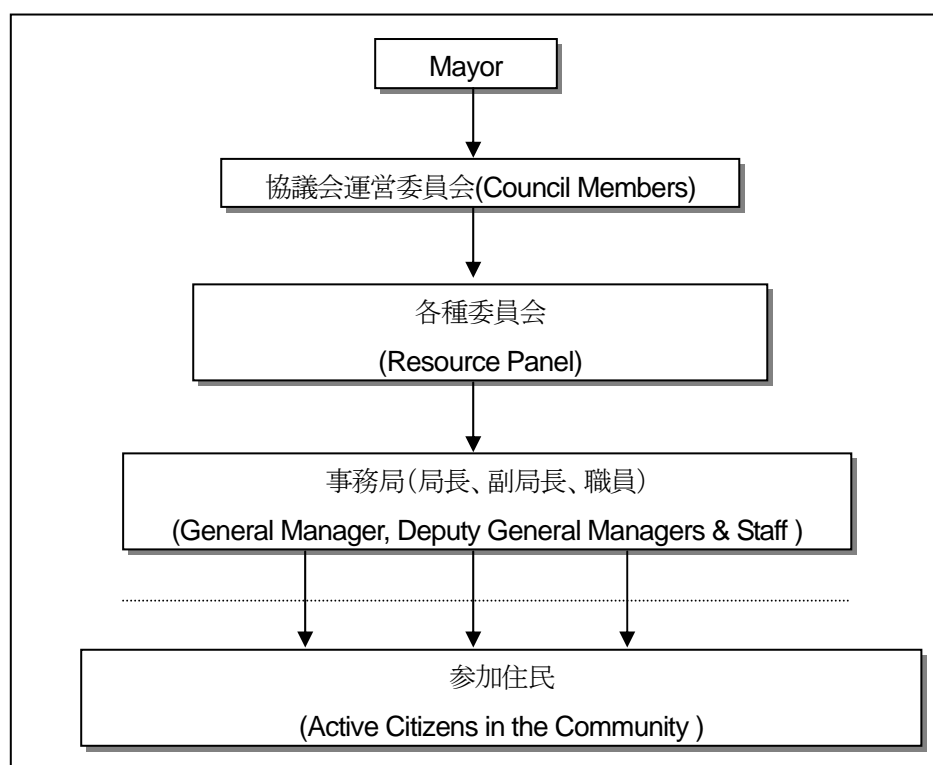 Mayor
協議会運営委員会(Council Members)
各種委員会
(Resource Panel)
事務局(局長、副局長、職員)
(General Manager, Deputy General Managers & Staff )
参加住民
(Active Citizens in the Community )